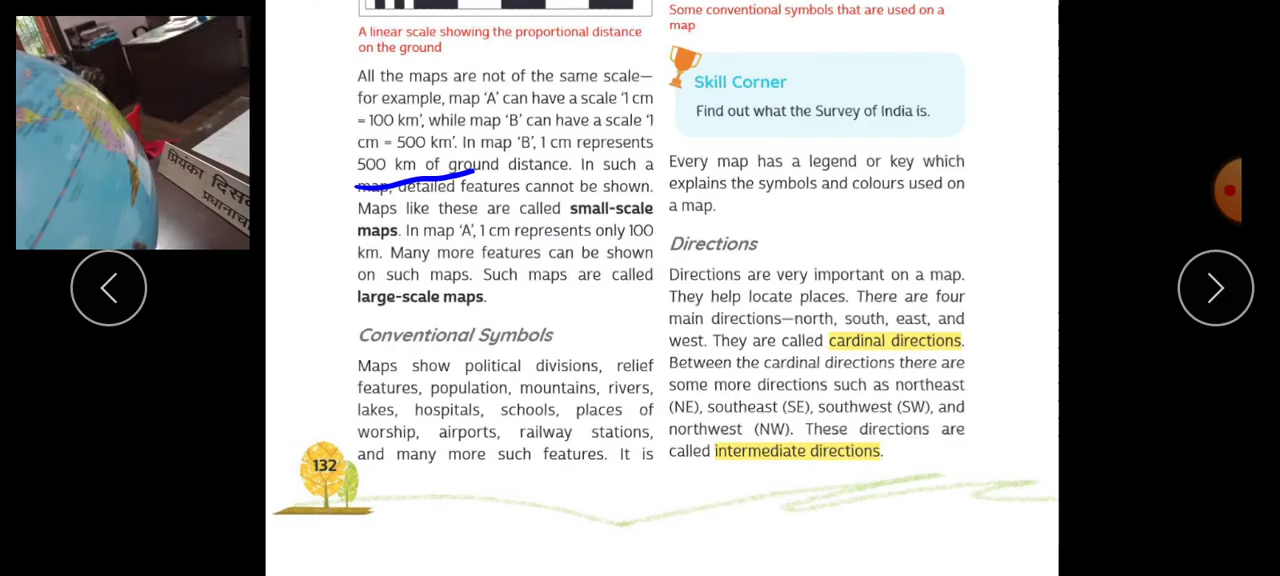 प्रियंका दिस
प्रधानाचा
A linear scale showing the proportional distance
on the ground
All the maps are not of the same scale—
for example, map ‘A’ can have a scale ‘1 cm
= 100 km’, while map ‘B’ can have a scale ‘1
cm = 500 km’. In map ‘B’, 1 cm represents
500 km of ground distance. In such a
map, detailed features cannot be shown.
Maps like these are called small-scale
maps. In map ‘A’, 1 cm represents only 100
km. Many more features can be shown
on such maps. Such maps are called
large-scale maps.
Conventional Symbols
Maps show political divisions, relief
features, population, mountains, rivers,
lakes, hospitals, schools, places of
worship, airports, railway stations,
and many more such features. It is
132
Some conventional symbols that are used on a
map
Skill Corner
Find out what the Survey of India is.
Every map has a legend or key which
explains the symbols and colours used on
a map.
Directions
Directions are very important on a map.
They help locate places. There are four
main directions—north, south, east, and
west. They are called cardinal directions.
Between the cardinal directions there are
some more directions such as northeast
(NE), southeast (SE), southwest (SW), and
northwest (NW). These directions are
called intermediate directions.